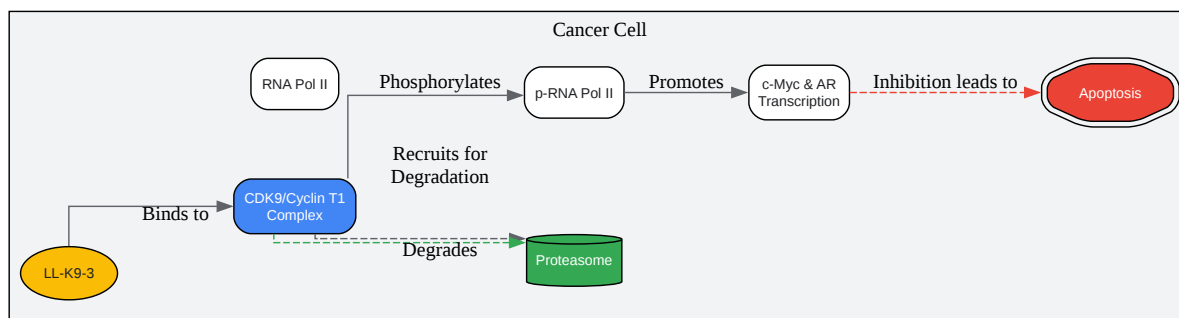 Cancer Cell
RNA Pol II
Phosphorylates
p-RNA Pol II
Promotes
c-Myc & AR
Transcription
Inhibition leads to
Apoptosis
Recruits for
Degradation
CDK9/Cyclin T1
Complex
Binds to
Degrades
Proteasome
LL-K9-3